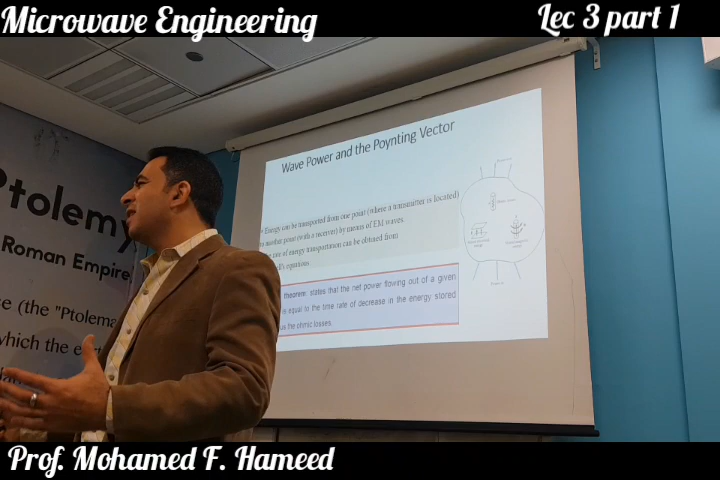 Microwave Engineering
Lec 3 part 1
Ptolemy
Roman Empire
(the "Ptolema
which the e
Wave Power and the Poynting Vector
Energy can be transported from one point (where a transmitter is located)
to another point (with a receiver) by means of EM waves.
rate of energy transportation can be obtained from
equations
theorem: states that the net power flowing out of a given
is equal to the time rate of decrease in the energy stored
the ohmic losses.
Prof. Mohamed F. Hameed